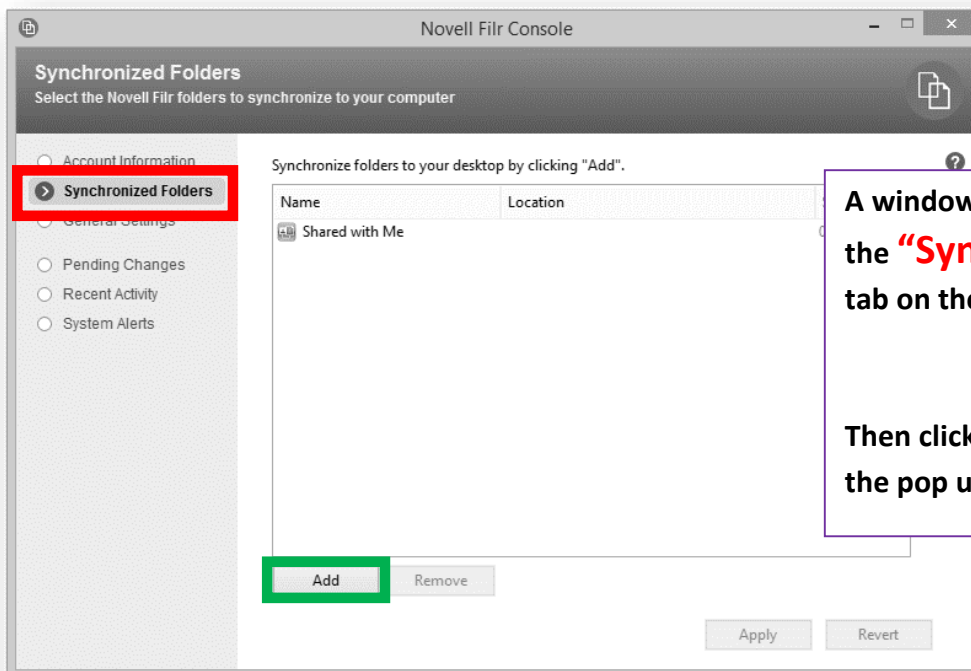 Novell Filr Console
Synchronized Folders
Select the Novell Filr folders to synchronize to your computer
Account Information
Synchronized Folders
General Settings
Pending Changes
Recent Activity
System Alerts
Synchronize folders to your desktop by clicking "Add".
Name Location
Shared with Me
A window
the “Syn
tab on the
Then click
the pop u
Add Remove
Apply Revert